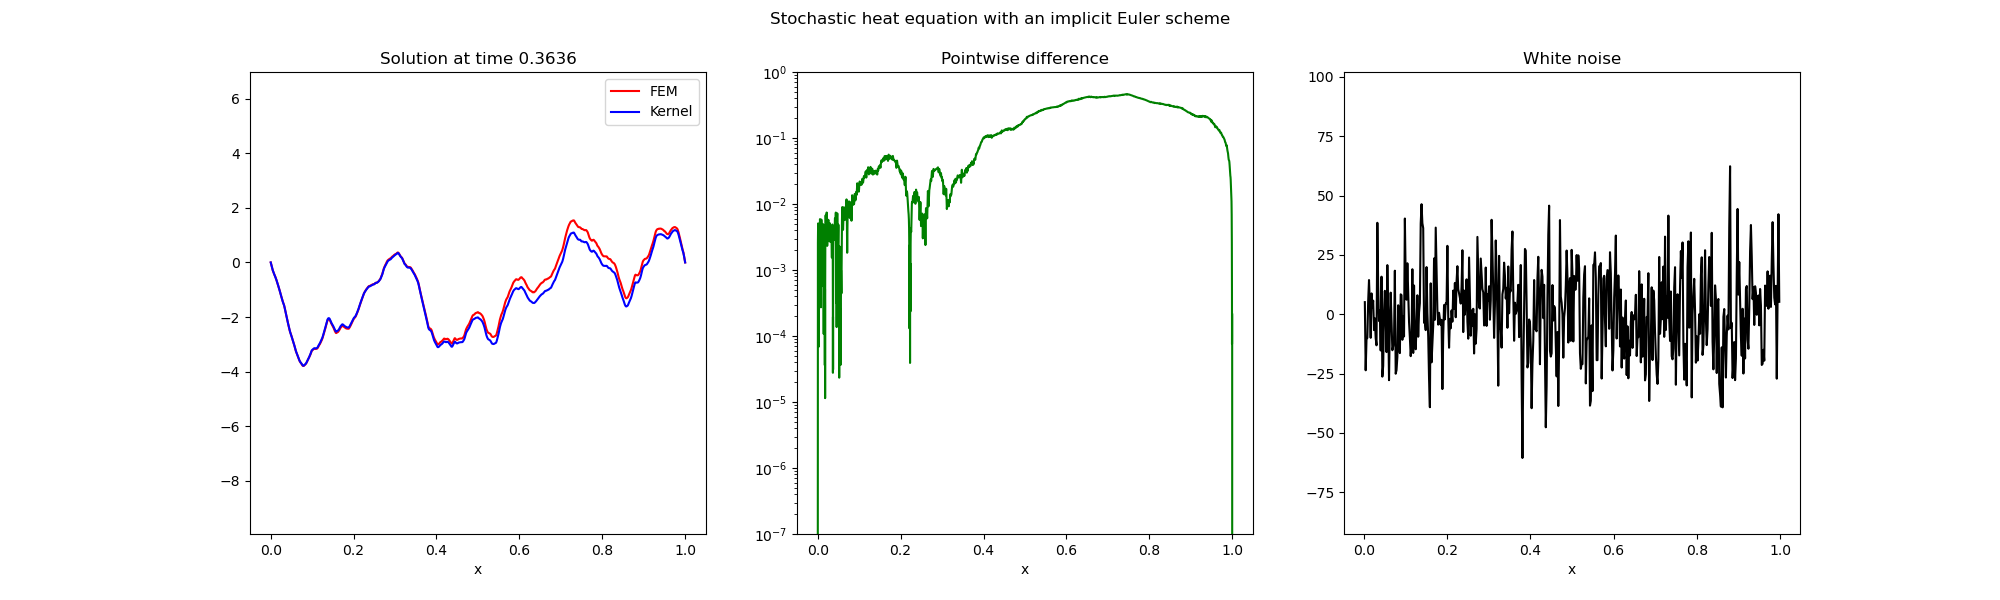 Stochastic heat equation with an implicit Euler scheme
Solution at time 0.3636
FEM
Kernel
6
4
2
0
−2
−4
−6
−8
0.0 0.2 0.4 0.6 0.8 1.0
x
Pointwise difference
10⁰
10⁻¹
10⁻²
10⁻³
10⁻⁴
10⁻⁵
10⁻⁶
10⁻⁷
0.0 0.2 0.4 0.6 0.8 1.0
x
White noise
100
75
50
25
0
−25
−50
−75
0.0 0.2 0.4 0.6 0.8 1.0
x